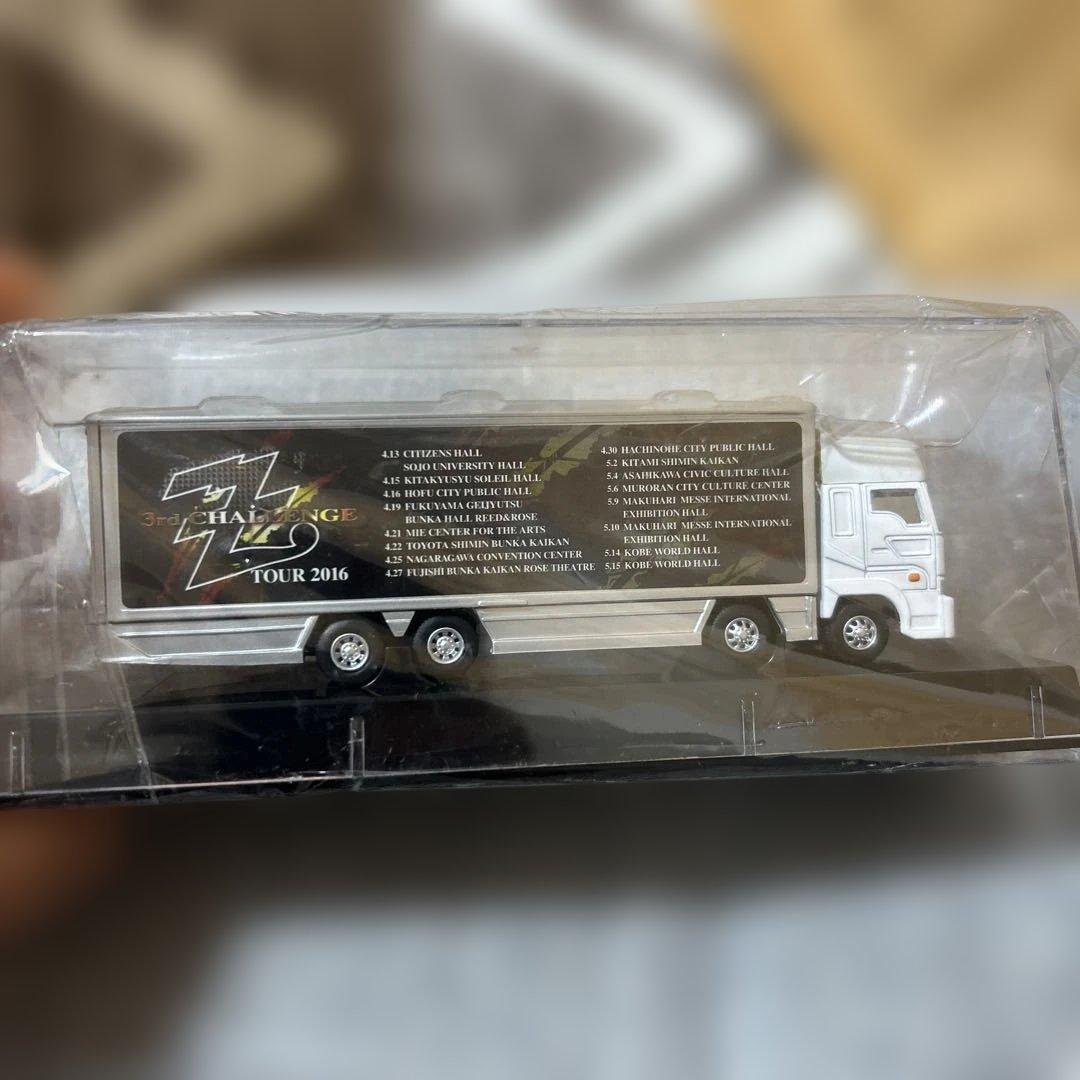 3rd CHALLENGE
TOUR 2016
4.13 CITIZENS HALL
SOJO UNIVERSITY HALL
4.15 KITAKYUSYU SOLEIL HALL
4.16 HOFU CITY PUBLIC HALL
4.19 FUKUYAMA GEIJYUTSU
BUNKA HALL REED&ROSE
4.21 MIE CENTER FOR THE ARTS
4.22 TOYOTA SHIMIN BUNKA KAIKAN
4.25 NAGARAGAWA CONVENTION CENTER
4.27 FUJISHI BUNKA KAIKAN ROSE THEATRE
4.30 HACHINOHE CITY PUBLIC HALL
5.2 KITAMI SHIMIN KAIKAN
5.4 ASAHIKAWA CIVIC CULTURE HALL
5.6 MURORAN CITY CULTURE CENTER
5.9 MAKUHARI MESSE INTERNATIONAL
EXHIBITION HALL
5.10 MAKUHARI MESSE INTERNATIONAL
EXHIBITION HALL
5.14 KOBE WORLD HALL
5.15 KOBE WORLD HALL